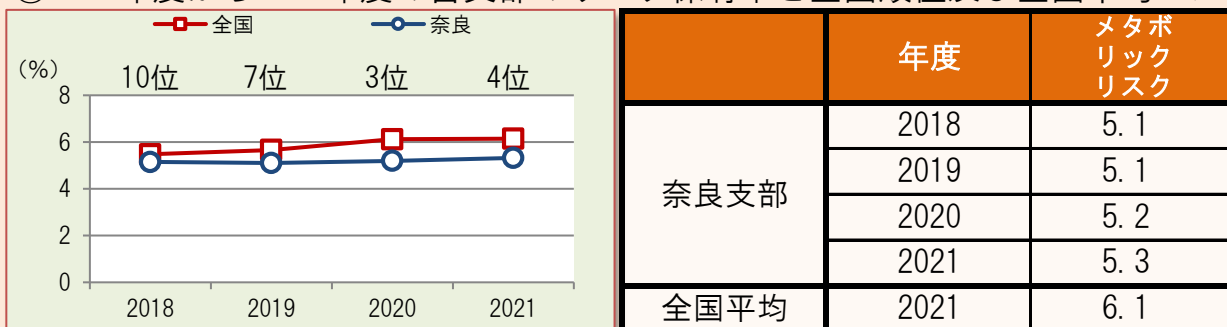 全国 奈良
(%)
10位 7位 3位 4位
8
6
4
2
0
2018 2019 2020 2021
年度
メタボ
リック
リスク
奈良支部
2018 5.1
2019 5.1
2020 5.2
2021 5.3
全国平均 2021 6.1